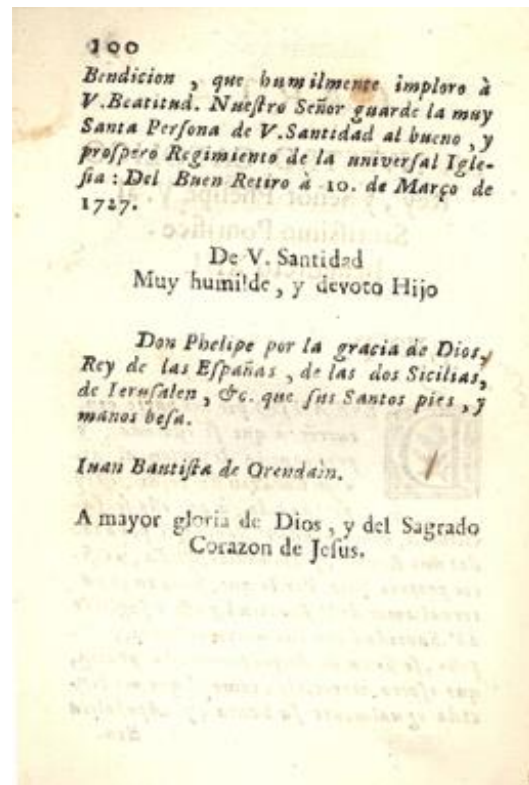 100
Bendicion , que humilmente imploro à
V.Beatitud. Nueſtro Señor guarde la muy
Santa Perſona de V.Santidad al bueno , y
proſpero Regimiento de la univerſal Igle-
ſia : Del Buen Retiro à 10. de Março de
1727.
De V. Santidad
Muy humilde , y devoto Hijo
Don Phelipe por la gracia de Dios,
Rey de las Eſpañas , de las dos Sicilias,
de Ieruſalen , &c. que ſus Santos pies , y
manos beſa.
Iuan Bautiſta de Orendain.
A mayor gloria de Dios , y del Sagrado
Corazon de Jeſus.